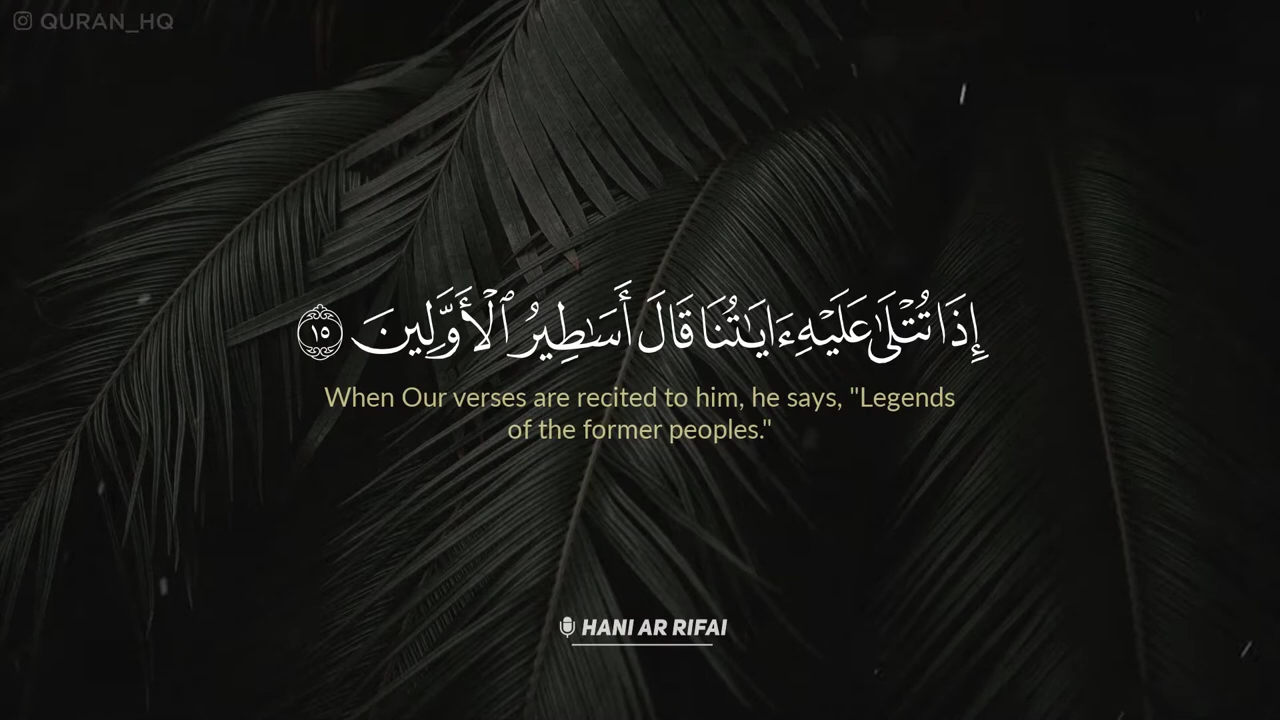 QURAN_HQ
إِذَا تُتْلَىٰ عَلَيْهِ ءَايَـٰتُنَا قَالَ أَسَـٰطِيرُ ٱلْأَوَّلِينَ ١٥
When Our verses are recited to him, he says, "Legends
of the former peoples."
HANI AR RIFAI